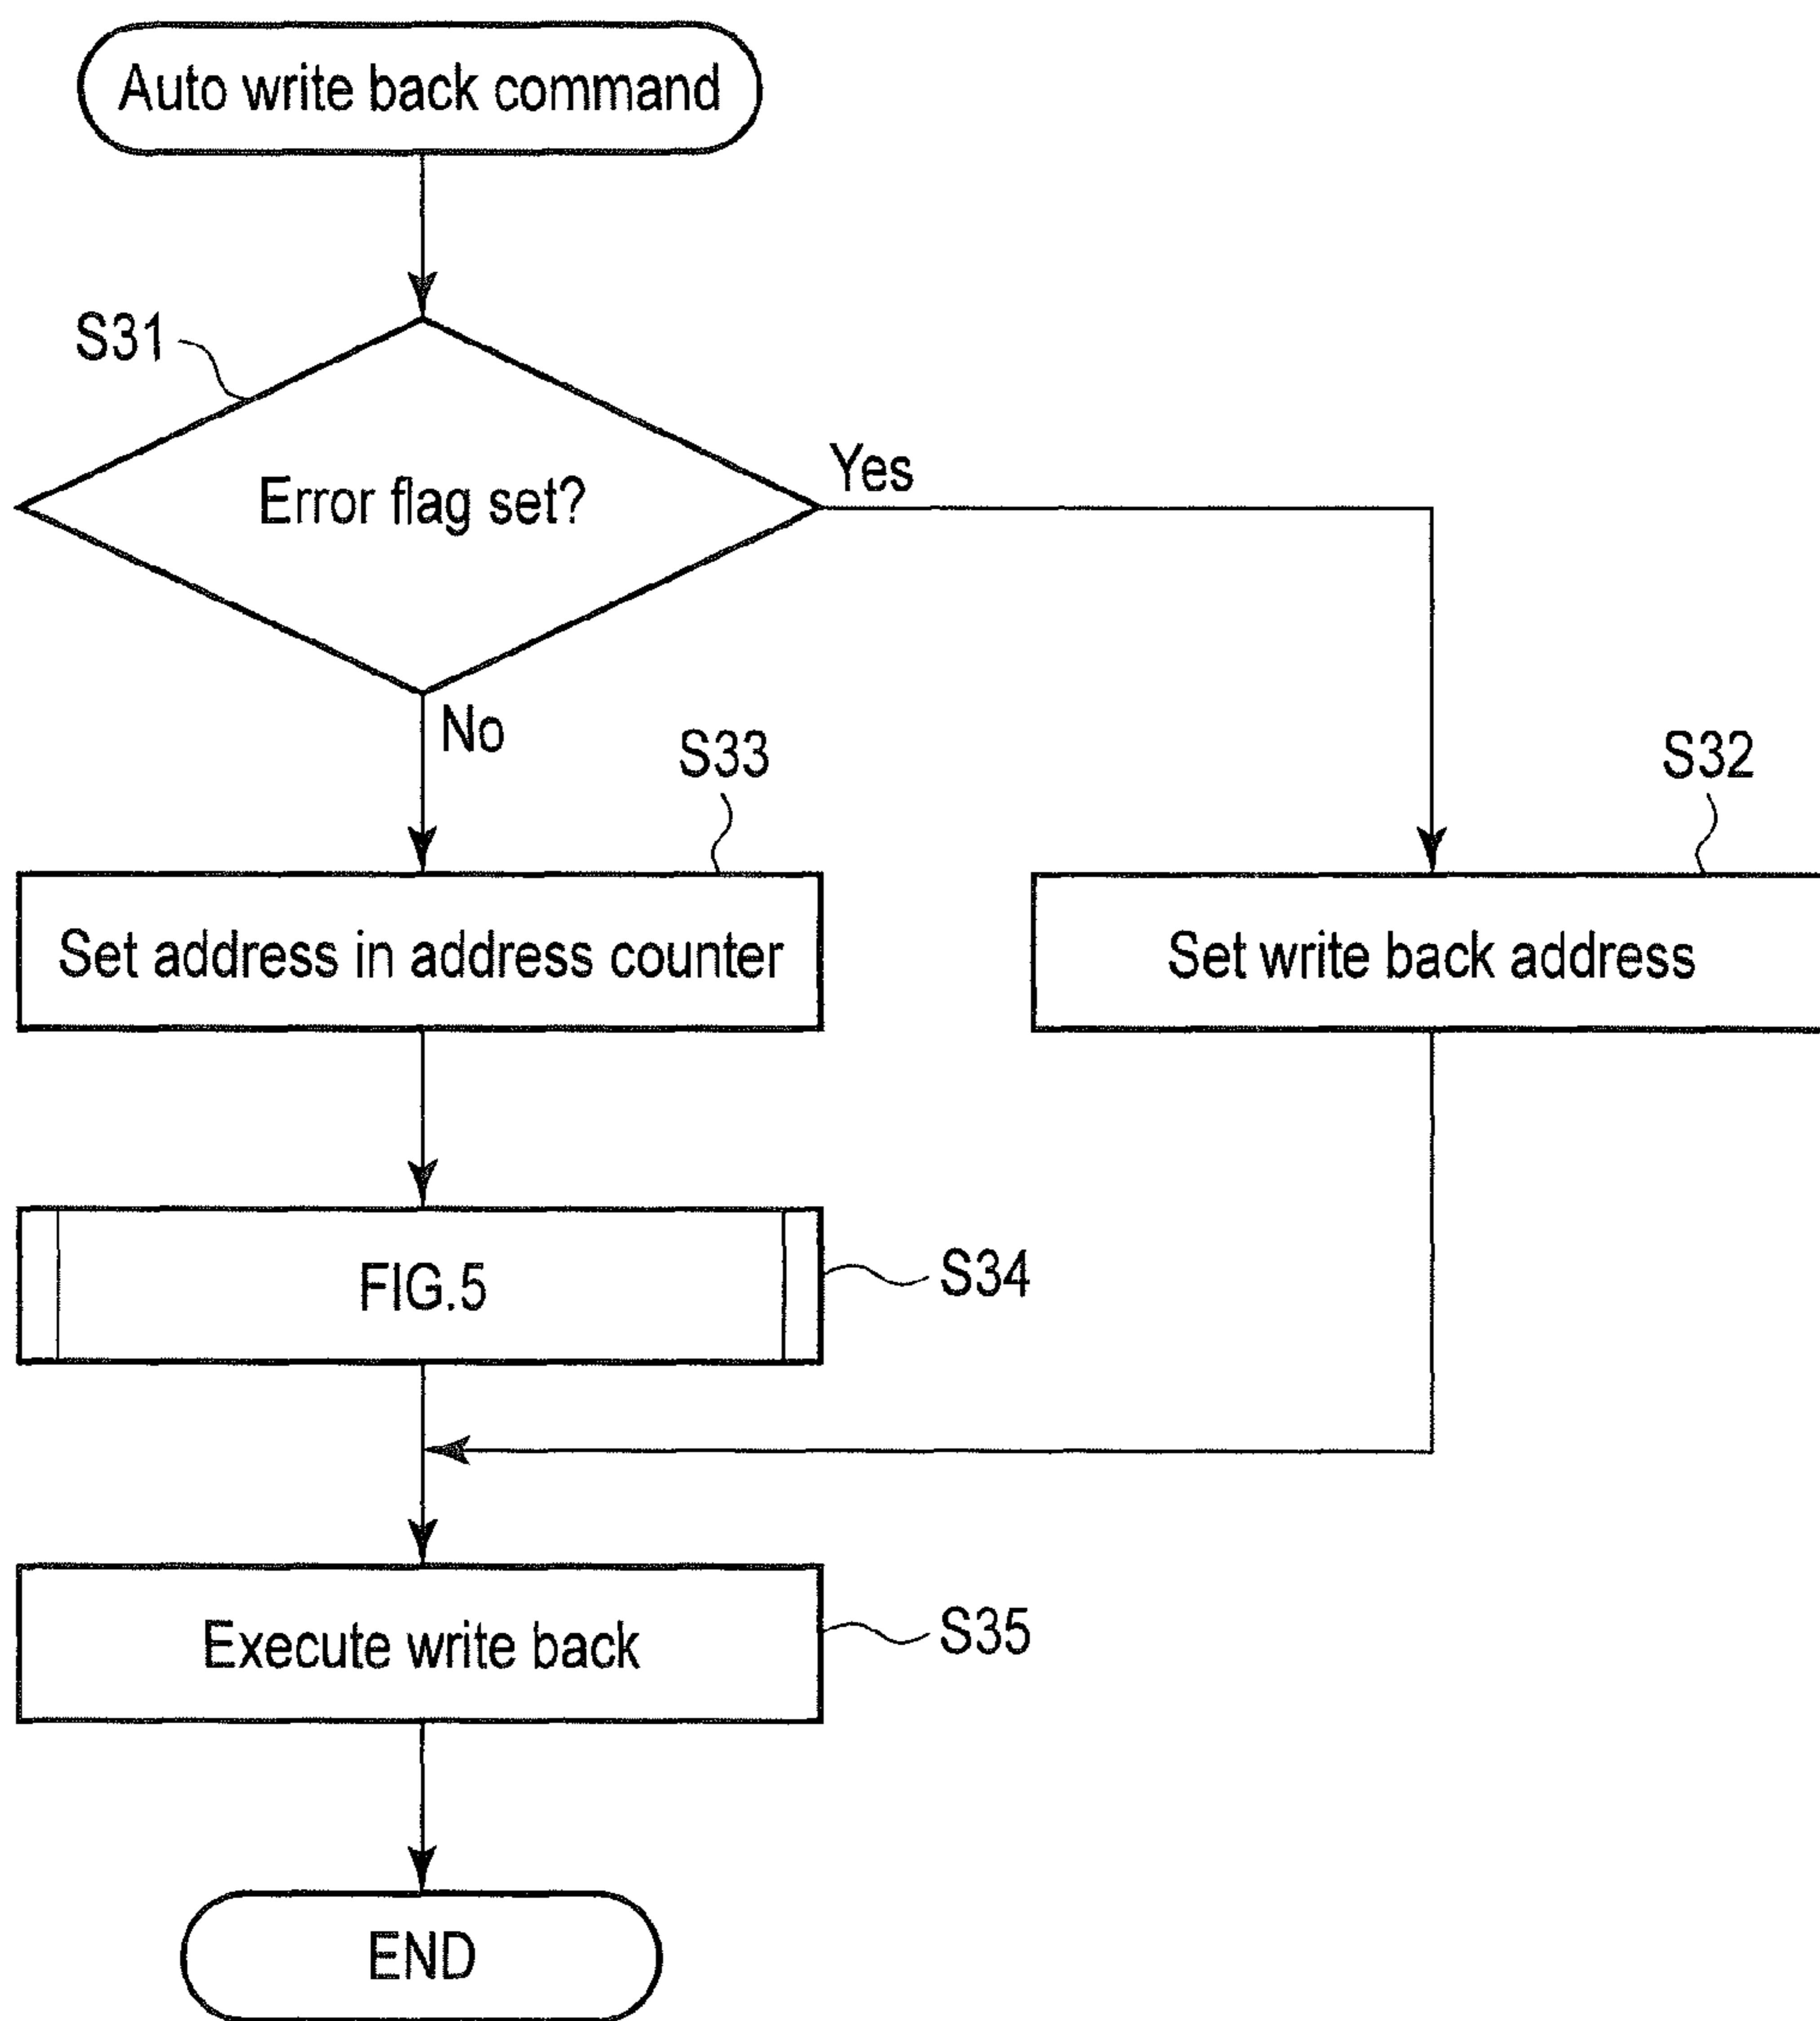 Auto write back command
S31
Error flag set?
Yes
No
S33
S32
Set address in address counter
Set write back address
FIG.5
S34
Execute write back
S35
END